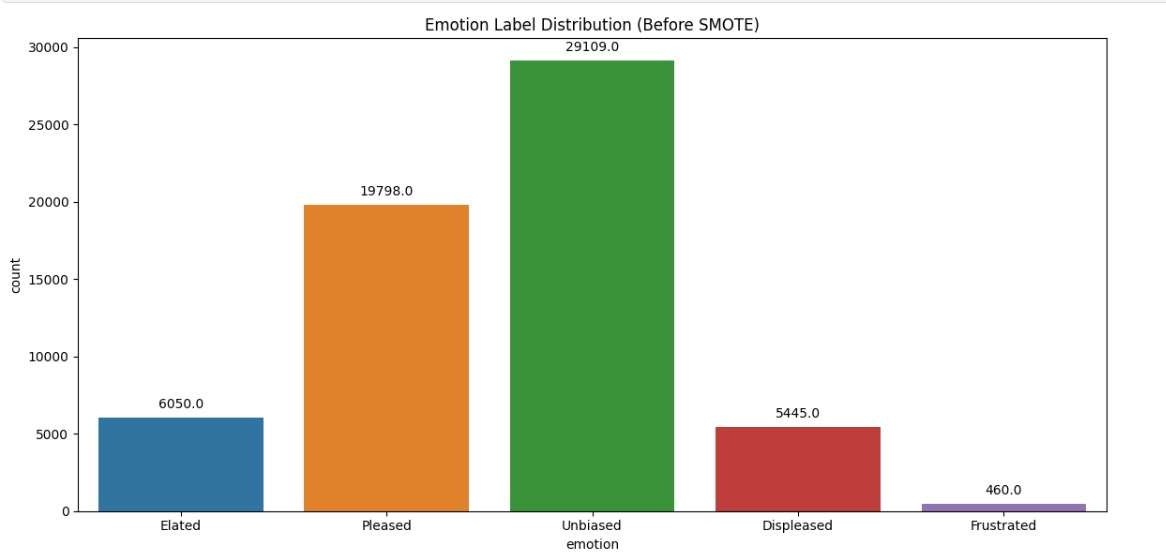 Emotion Label Distribution (Before SMOTE)
30000
25000
20000
15000
10000
5000
0
count
6050.0
19798.0
29109.0
5445.0
460.0
Elated
Pleased
Unbiased
Displeased
Frustrated
emotion